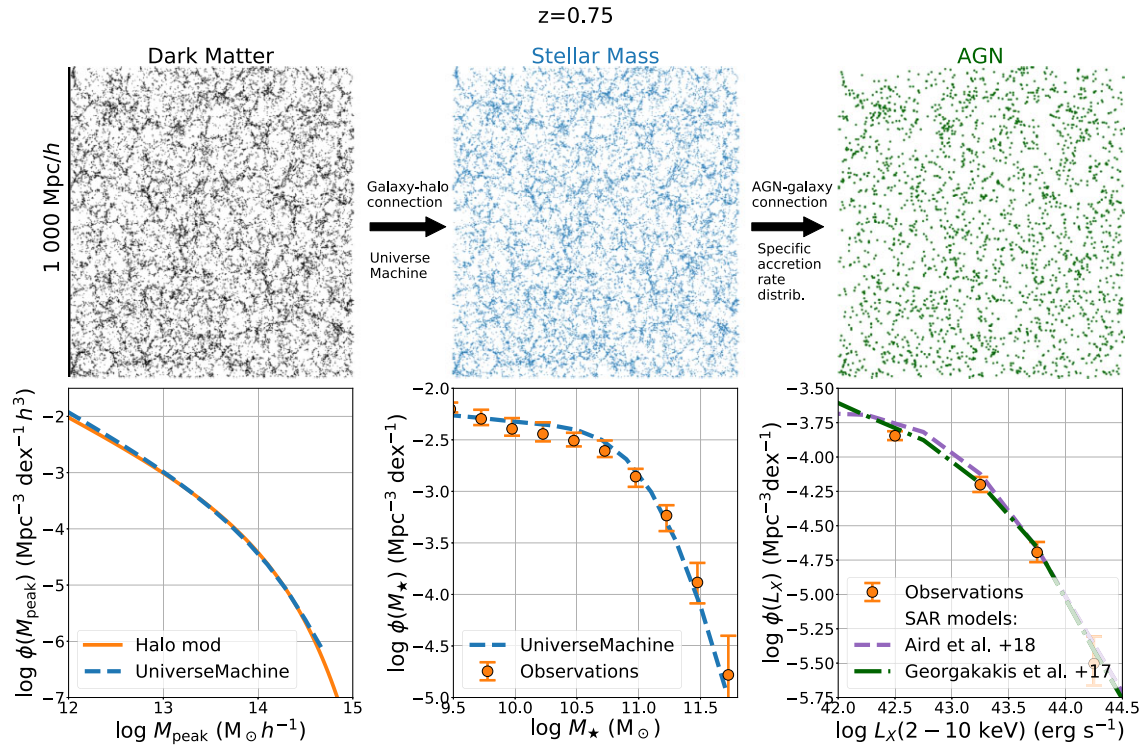 z=0.75
Dark Matter
Stellar Mass
AGN
1 000 Mpc/h
Galaxy-halo
connection
Universe
Machine
AGN-galaxy
connection
Specific
accretion
rate
distrib.
log ϕ(M_peak) (Mpc⁻³ dex⁻¹ h³)
−2
−3
−4
−5
−6
−7
Halo mod
UniverseMachine
12
13
14
15
log M_peak (M_⊙h⁻¹)
log ϕ(M_★) (Mpc⁻³ dex⁻¹)
−2.0
−2.5
−3.0
−3.5
−4.0
−4.5
−5.0
UniverseMachine
Observations
9.5
10.0
10.5
11.0
11.5
log M_★ (M_⊙)
log ϕ(L_X) (Mpc⁻³dex⁻¹)
−3.50
−3.75
−4.00
−4.25
−4.50
−4.75
−5.00
−5.25
−5.50
−5.75
Observations
SAR models:
Aird et al. +18
Georgakakis et al. +17
42.0
42.5
43.0
43.5
44.0
44.5
log L_X(2 − 10 keV) (erg s⁻¹)